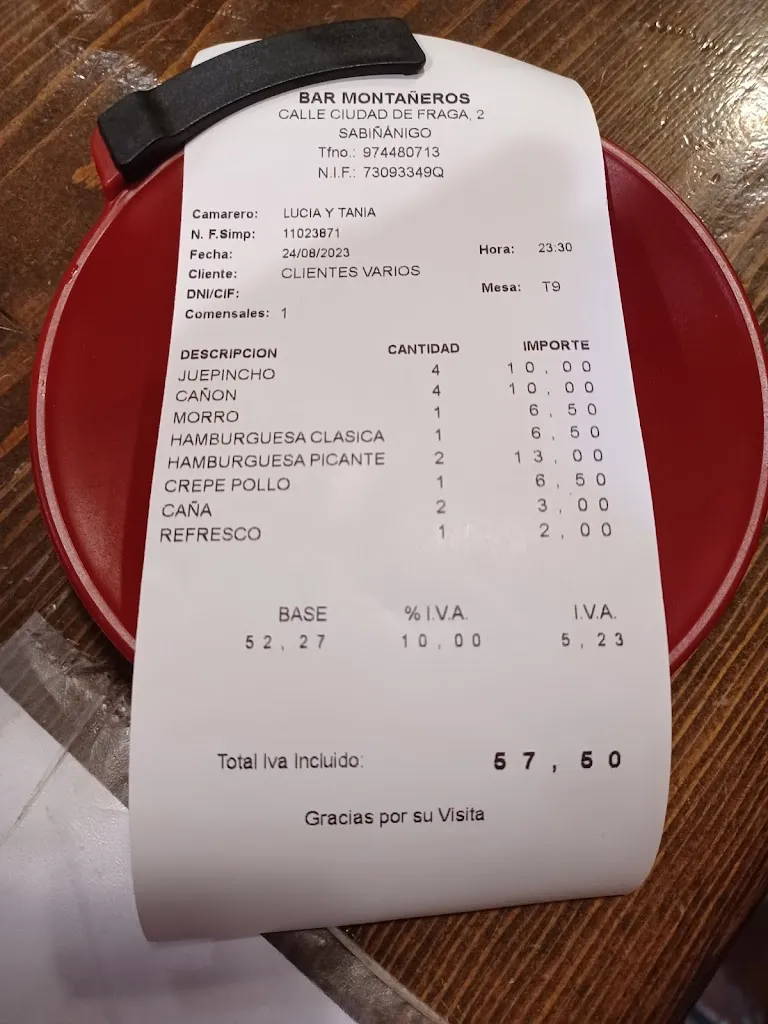 BAR MONTAÑEROS
CALLE CIUDAD DE FRAGA, 2
SABIÑÁNIGO
Tfno.: 974480713
N.I.F.: 73093349Q
Camarero: LUCIA Y TANIA
N. F.Simp: 11023871
Fecha: 24/08/2023 Hora: 23:30
Cliente: CLIENTES VARIOS
DNI/CIF: Mesa: T9
Comensales: 1
DESCRIPCION CANTIDAD IMPORTE
JUEPINCHO 4 10,00
CAÑON 4 10,00
MORRO 1 6,50
HAMBURGUESA CLASICA 1 6,50
HAMBURGUESA PICANTE 2 13,00
CREPE POLLO 1 6,50
CAÑA 2 3,00
REFRESCO 1 2,00
BASE % I.V.A. I.V.A.
52,27 10,00 5,23
Total Iva Incluido: 57,50
Gracias por su Visita